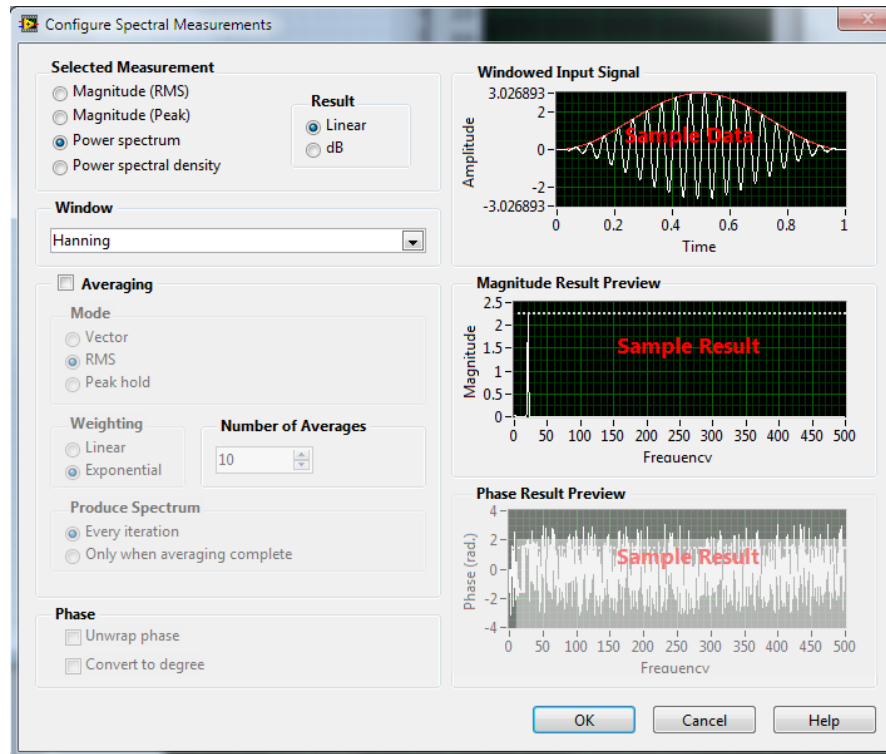 Configure Spectral Measurements
Selected Measurement
Magnitude (RMS)
Magnitude (Peak)
Power spectrum
Power spectral density
Result
Linear
dB
Window
Hanning
Averaging
Mode
Vector
RMS
Peak hold
Weighting
Linear
Exponential
Number of Averages
10
Produce Spectrum
Every iteration
Only when averaging complete
Phase
Unwrap phase
Convert to degree
Windowed Input Signal
3.026893
2
0
-2
-3.026893
Amplitude
Sample Data
0 0.2 0.4 0.6 0.8 1
Time
Magnitude Result Preview
2.5
2
1.5
1
0.5
0
Magnitude
Sample Result
0 50 100 150 200 250 300 350 400 450 500
Frequency
Phase Result Preview
4
2
0
-2
-4
Phase (rad.)
Sample Result
0 50 100 150 200 250 300 350 400 450 500
Frequency
OK Cancel Help